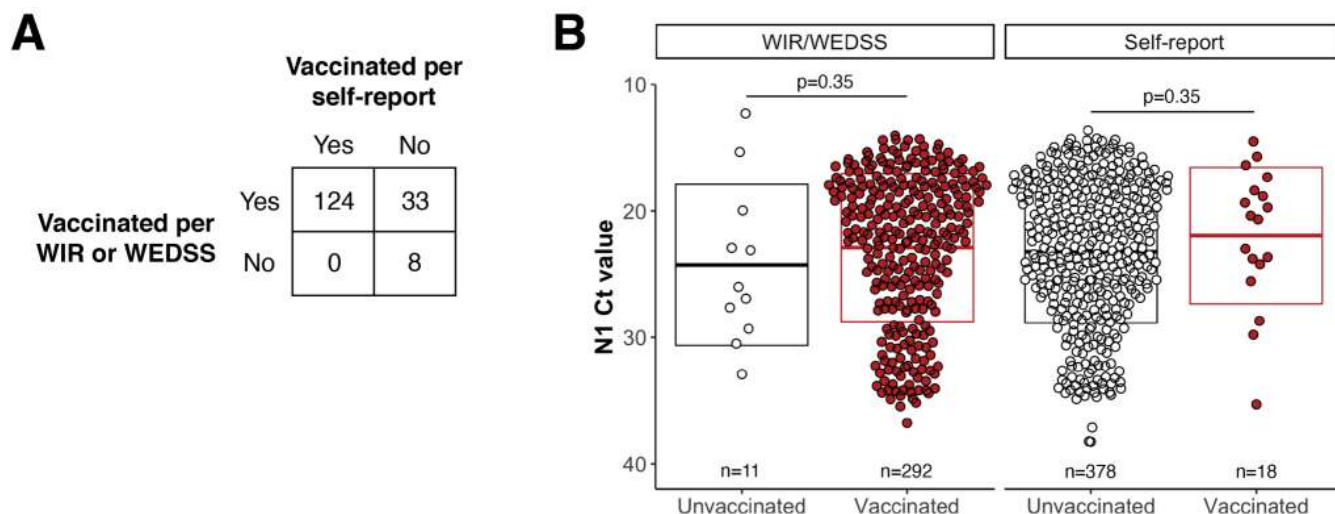 A
Vaccinated per
self-report
Yes No
Vaccinated per
WIR or WEDSS
Yes 124 33
No 0 8
B
WIR/WEDSS Self-report
N1 Ct value
10
20
30
40
p=0.35 p=0.35
n=11 n=292 n=378 n=18
Unvaccinated Vaccinated Unvaccinated Vaccinated